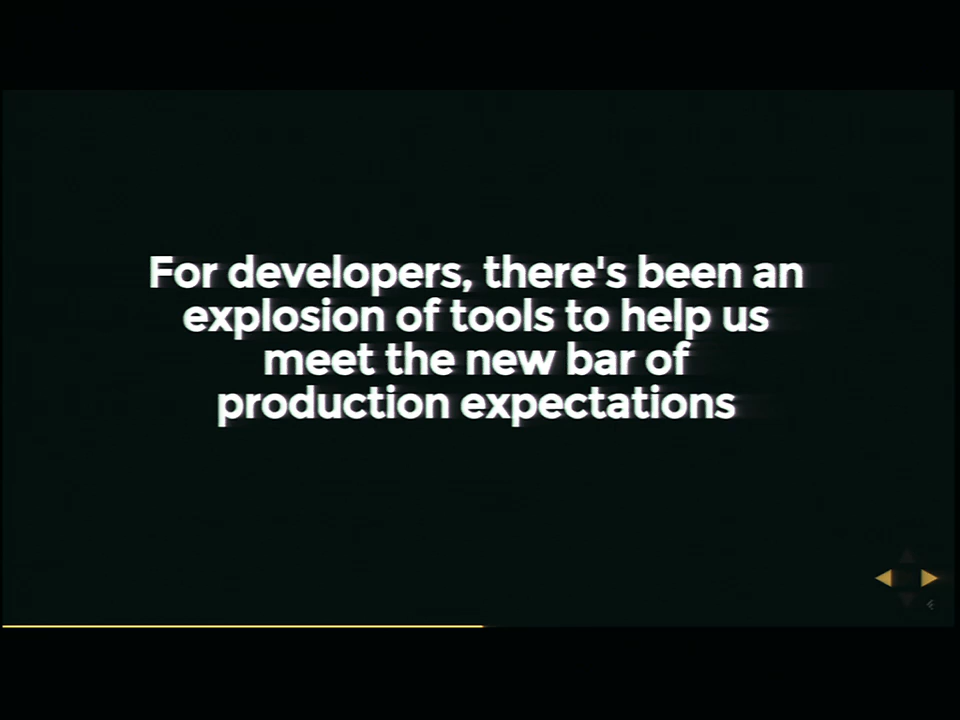 For developers, there's been an
explosion of tools to help us
meet the new bar of
production expectations